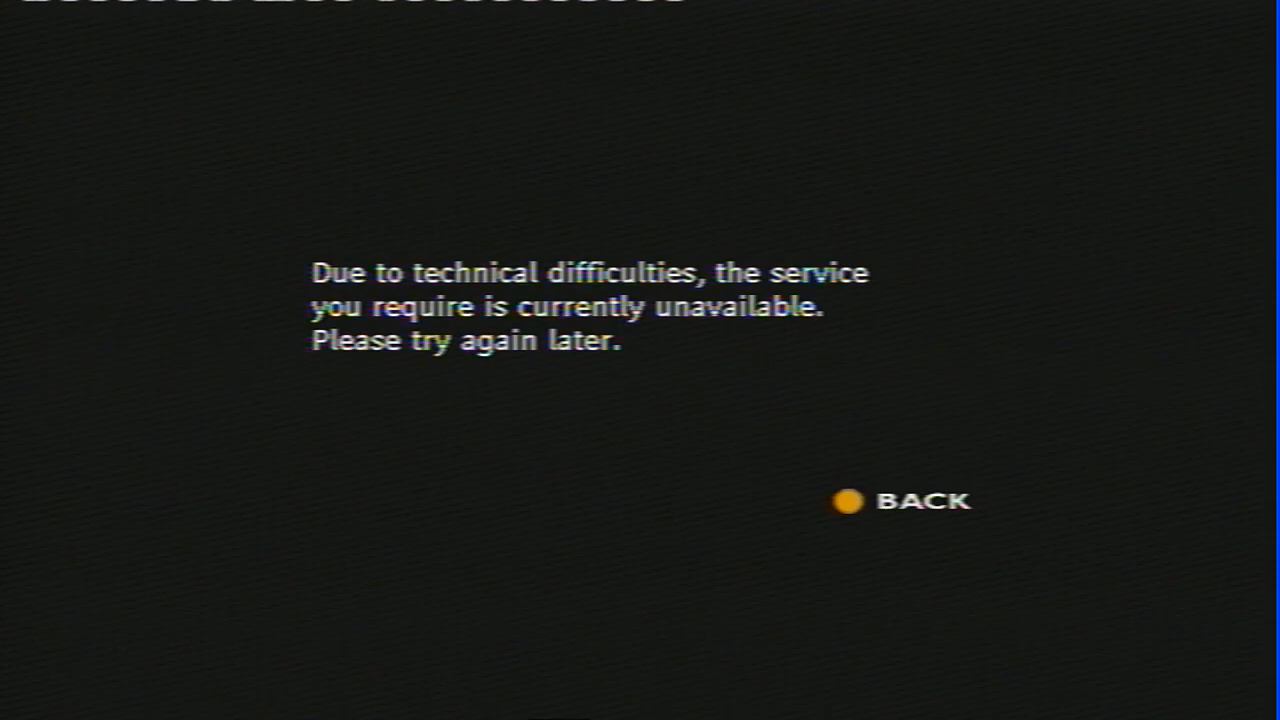 Due to technical difficulties, the service
you require is currently unavailable.
Please try again later.
BACK